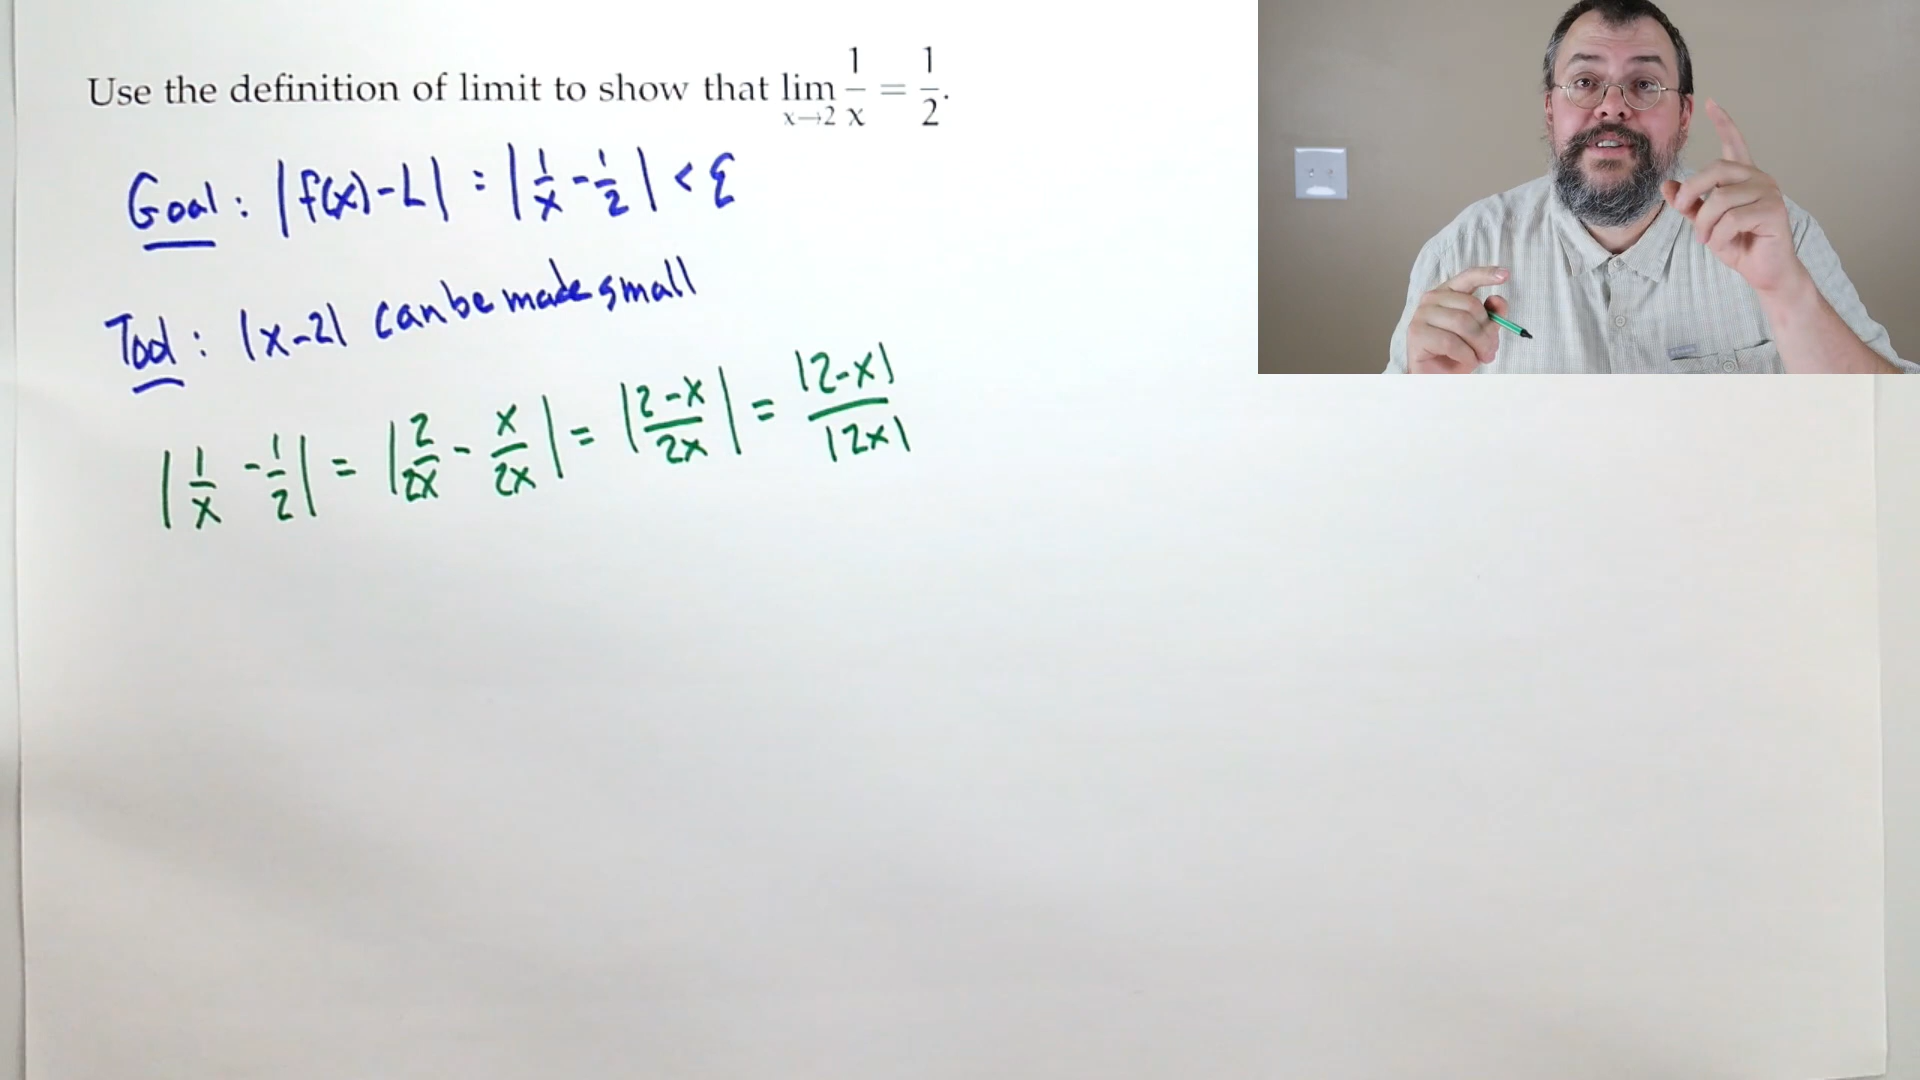 Use the definition of limit to show that lim_{x→2} 1/x = 1/2.
Goal: |f(x)-L| = |1/x - 1/2| < ε
Tool: |x-2| can be made small
|1/x - 1/2| = |2/2x - x/2x| = |2-x/2x| = |2-x|/|2x|